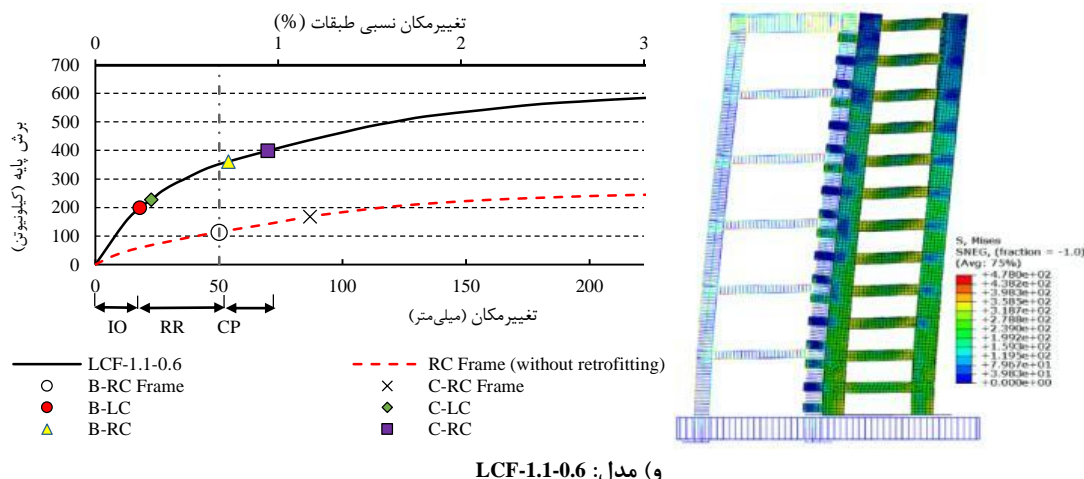 تغییرمکان نسبی طبقات (%)
0 1 2 3
700
600
500
400
300
200
100
0
برش پایه (کیلونیوتن)
0 50 100 150 200
IO RR CP
تغییرمکان (میلی‌متر)
LCF-1.1-0.6
RC Frame (without retrofitting)
B-RC Frame
C-RC Frame
B-LC
C-LC
B-RC
C-RC
S, Mises
SNEG, (fraction = -1.0)
(Avg: 75%)
+4.780e+02
+4.382e+02
+3.983e+02
+3.585e+02
+3.187e+02
+2.788e+02
+2.390e+02
+1.992e+02
+1.593e+02
+1.195e+02
+7.967e+01
+3.983e+01
+0.000e+00
و) مدل: LCF-1.1-0.6